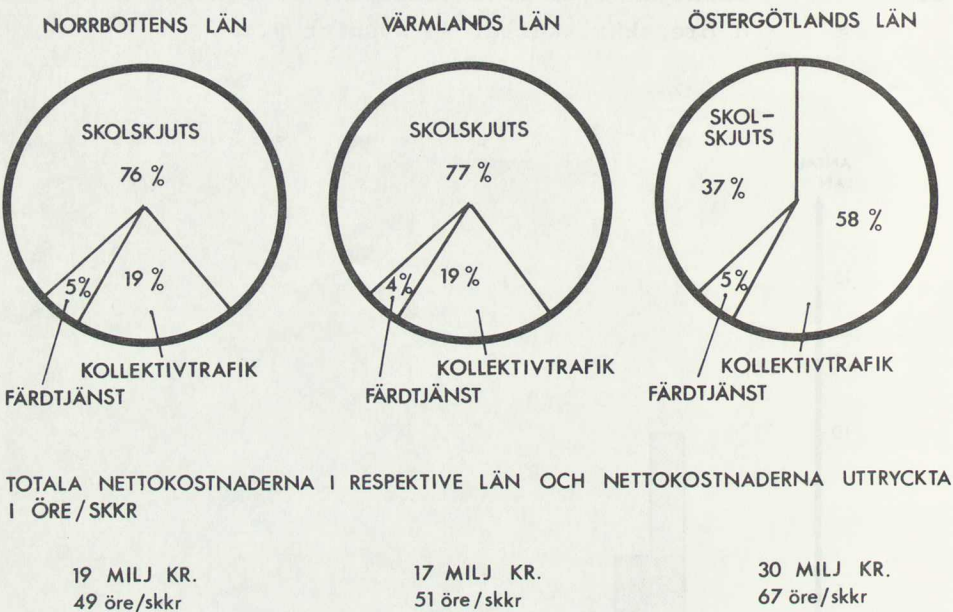 NORRBOTTENS LÄN
SKOLSKJUTS
76 %
5%
19 %
KOLLEKTIVTRAFIK
FÄRDTJÄNST
VÄRMLANDS LÄN
SKOLSKJUTS
77 %
4%
19 %
KOLLEKTIVTRAFIK
FÄRDTJÄNST
ÖSTERGÖTLANDS LÄN
SKOL-
SKJUTS
37 %
58 %
5%
KOLLEKTIVTRAFIK
FÄRDTJÄNST
TOTALA NETTOKOSTNADERNA I RESPEKTIVE LÄN OCH NETTOKOSTNADERNA UTTRYCKTA
I ÖRE/SKKR
19 MILJ KR.
49 öre/skkr
17 MILJ KR.
51 öre/skkr
30 MILJ KR.
67 öre/skkr